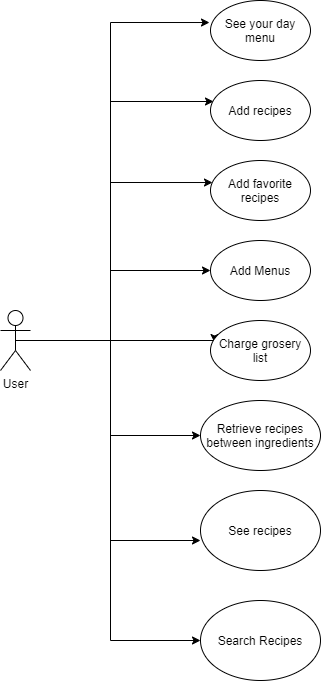 See your day
menu
Add recipes
Add favorite
recipes
Add Menus
Charge grosery
list
User
Retrieve recipes
between ingredients
See recipes
Search Recipes